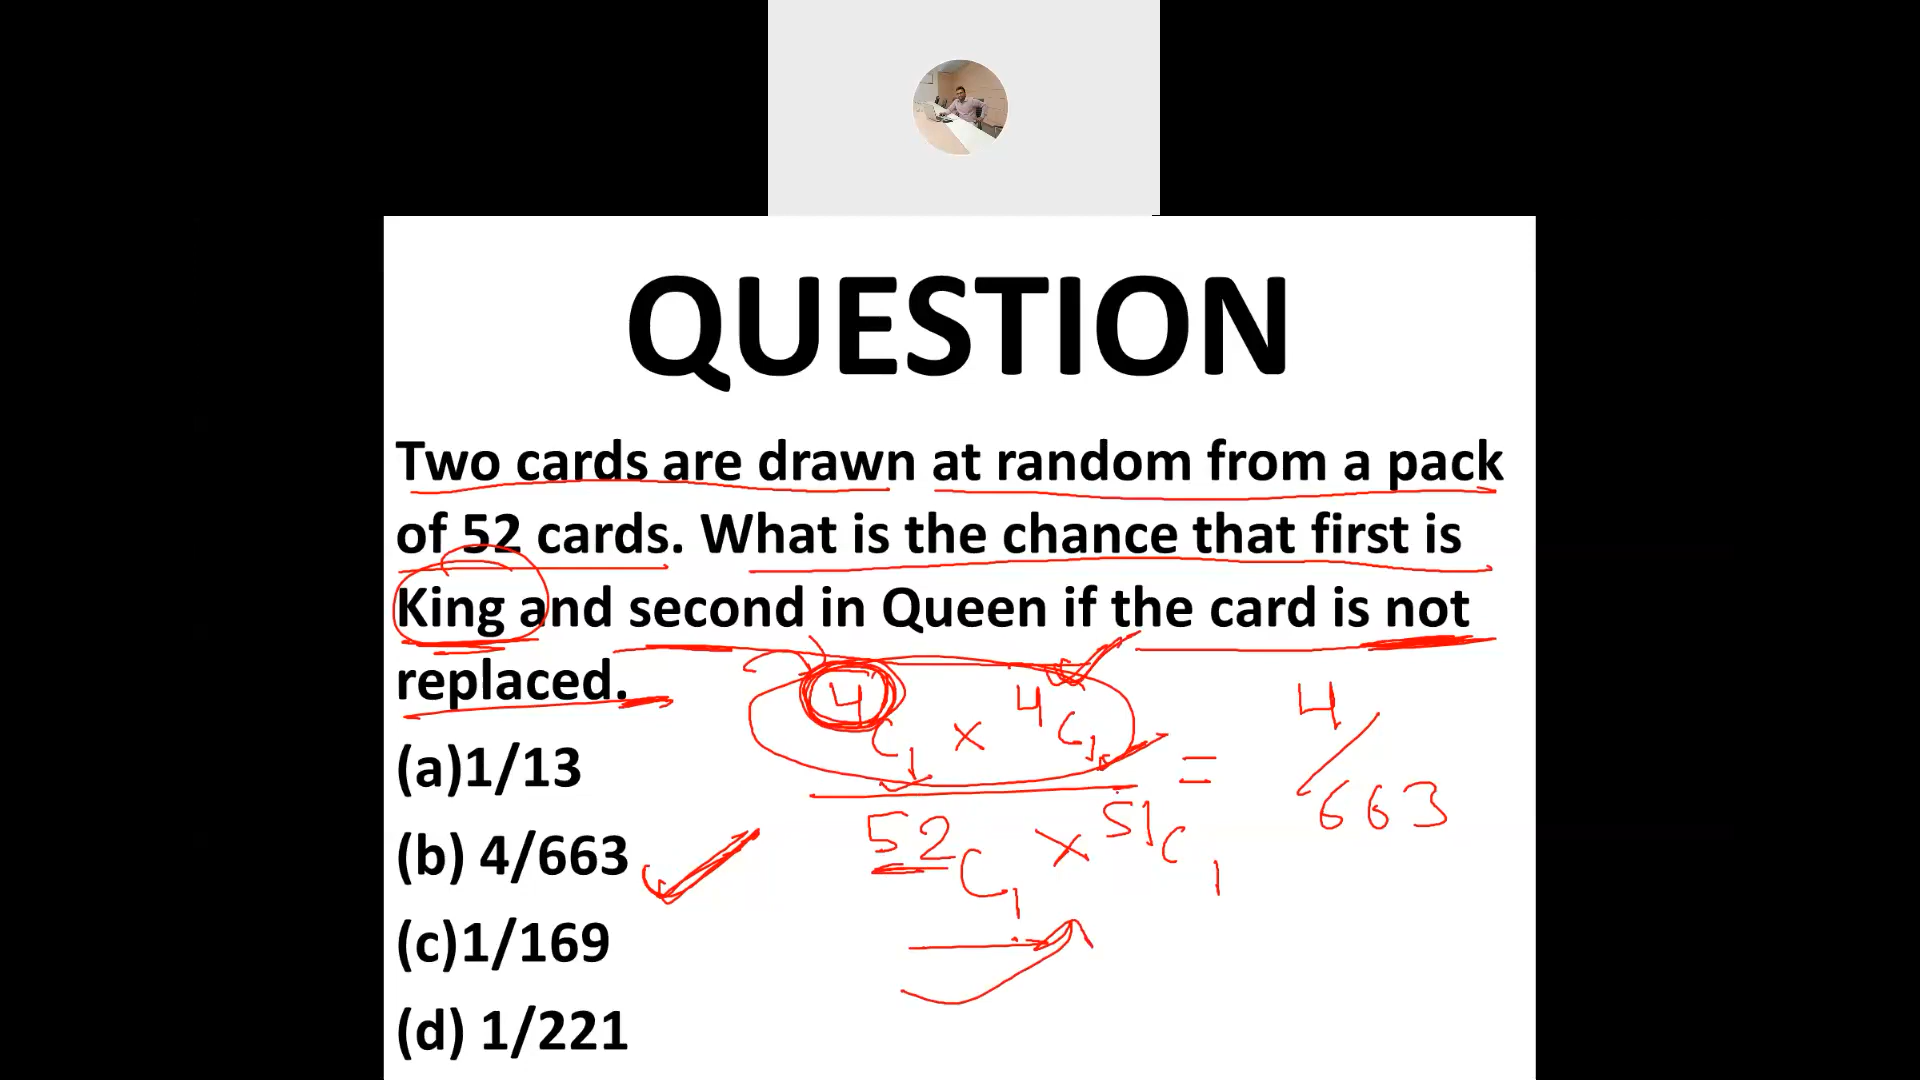 QUESTION
Two cards are drawn at random from a pack
of 52 cards. What is the chance that first is
King and second in Queen if the card is not
replaced.
4C1 × 4C1 = 4/663
52C1 × 51C1
(a)1/13
(b) 4/663
(c)1/169
(d) 1/221